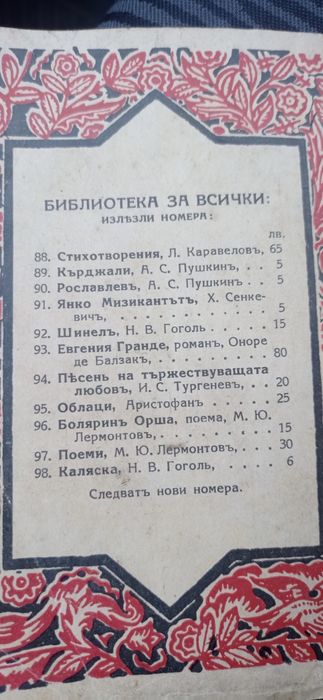 БИБЛИОТЕКА ЗА ВСИЧКИ:
ИЗЛѢЗЛИ НОМЕРА:
лв.
88. Стихотворения, Л. Каравеловъ, 65
89. Кърджали, А. С. Пушкинъ, . . 5
90. Рославлевъ, А. С. Пушкинъ, . . 5
91. Янко Мизикантътъ, Х. Сенке-
вичъ, . . . . . . . . . 5
92. Шинель, Н. В. Гоголь . . . . 15
93. Евгения Гранде, романъ, Оноре
де Балзакъ, . . . . . . . 80
94. Пѣсень на тържествуващата
любовъ, И. С. Тургеневъ, . . 20
95. Облаци, Аристофанъ . . . . 25
96. Боляринъ Орша, поема, М. Ю.
Лермонтовъ, . . . . . . . 15
97. Поеми, М. Ю. Лермонтовъ, . . 30
98. Каляска, Н. В. Гоголь, . . . . 6
Следватъ нови номера.